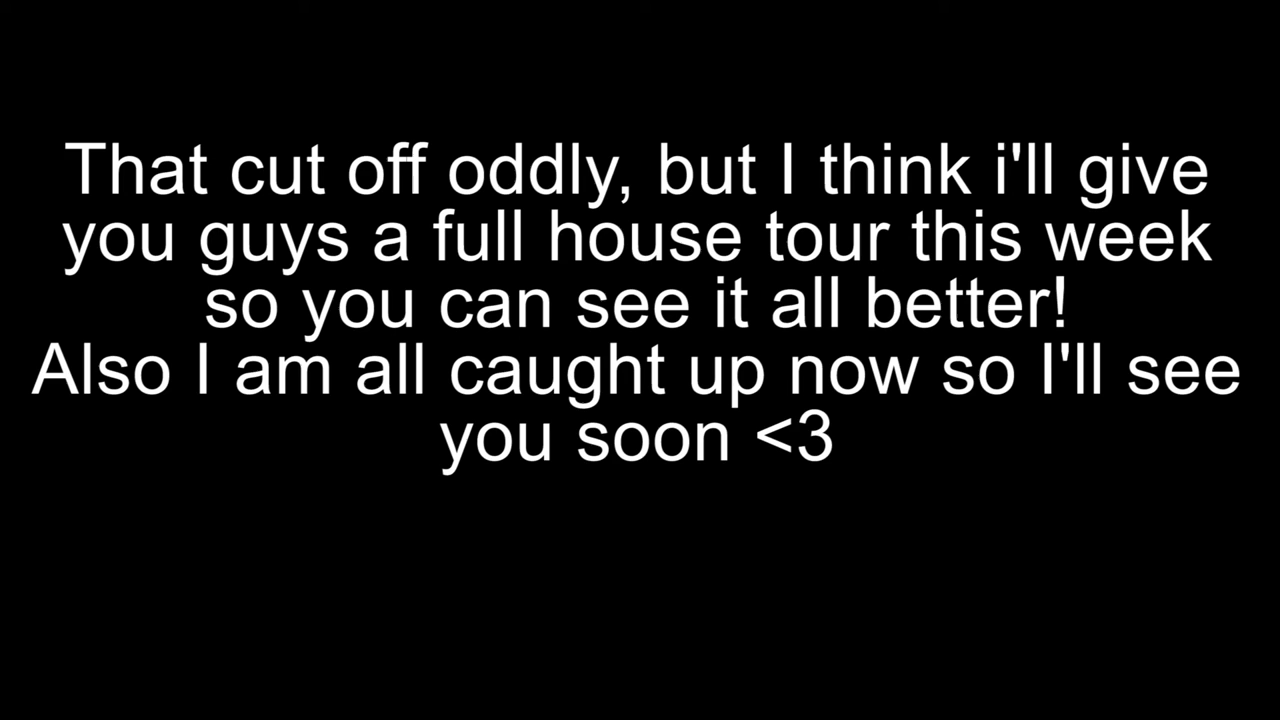 That cut off oddly, but I think i'll give
you guys a full house tour this week
so you can see it all better!
Also I am all caught up now so I'll see
you soon <3